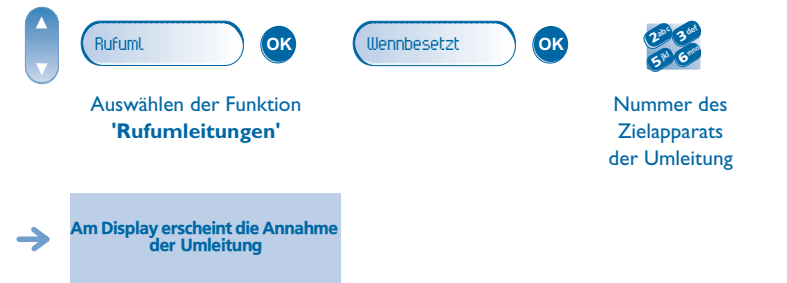 Rufuml
OK
Wennbesetzt
OK
2abc 3def
5jkl 6mno
Auswählen der Funktion
'Rufumleitungen'
Nummer des
Zielapparats
der Umleitung
Am Display erscheint die Annahme
der Umleitung